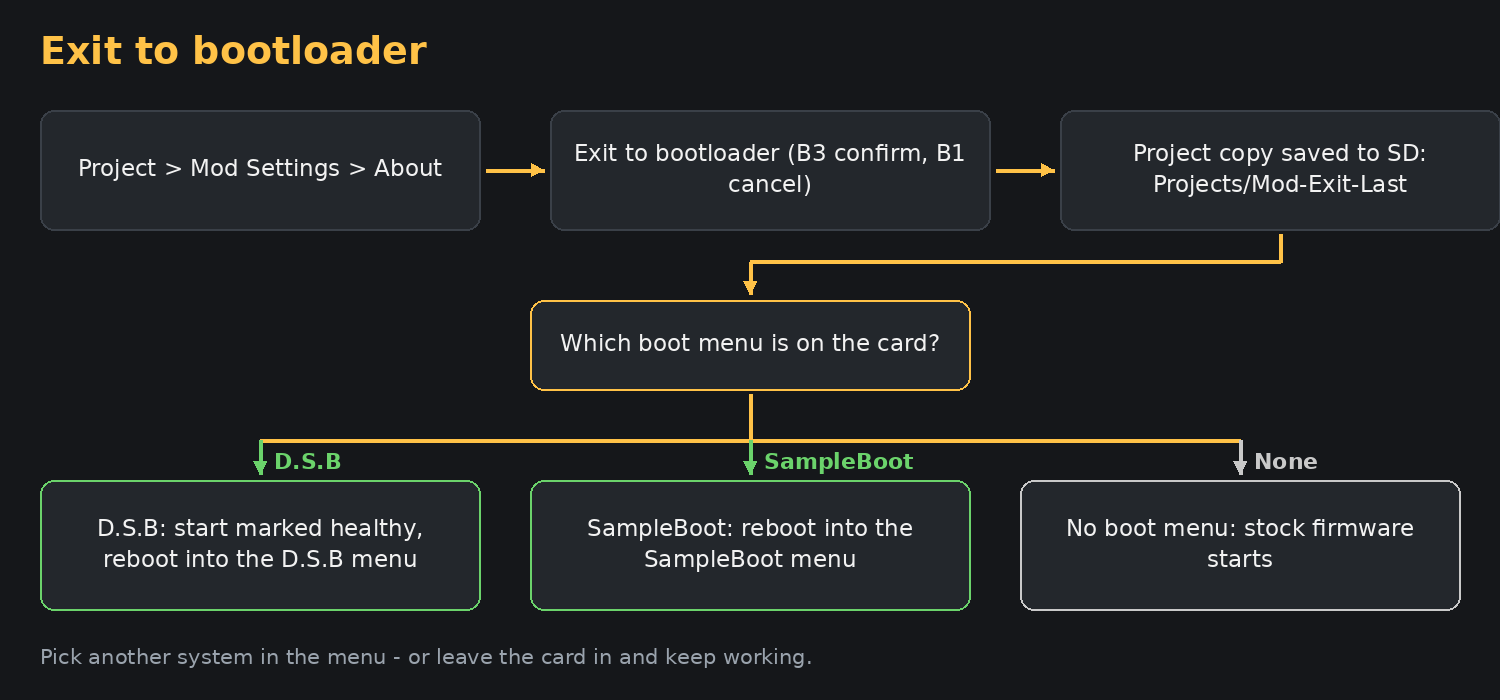 Exit to bootloader
Project > Mod Settings > About
Exit to bootloader (B3 confirm, B1
cancel)
Project copy saved to SD:
Projects/Mod-Exit-Last
Which boot menu is on the card?
D.S.B
SampleBoot
None
D.S.B: start marked healthy,
reboot into the D.S.B menu
SampleBoot: reboot into the
SampleBoot menu
No boot menu: stock firmware
starts
Pick another system in the menu - or leave the card in and keep working.